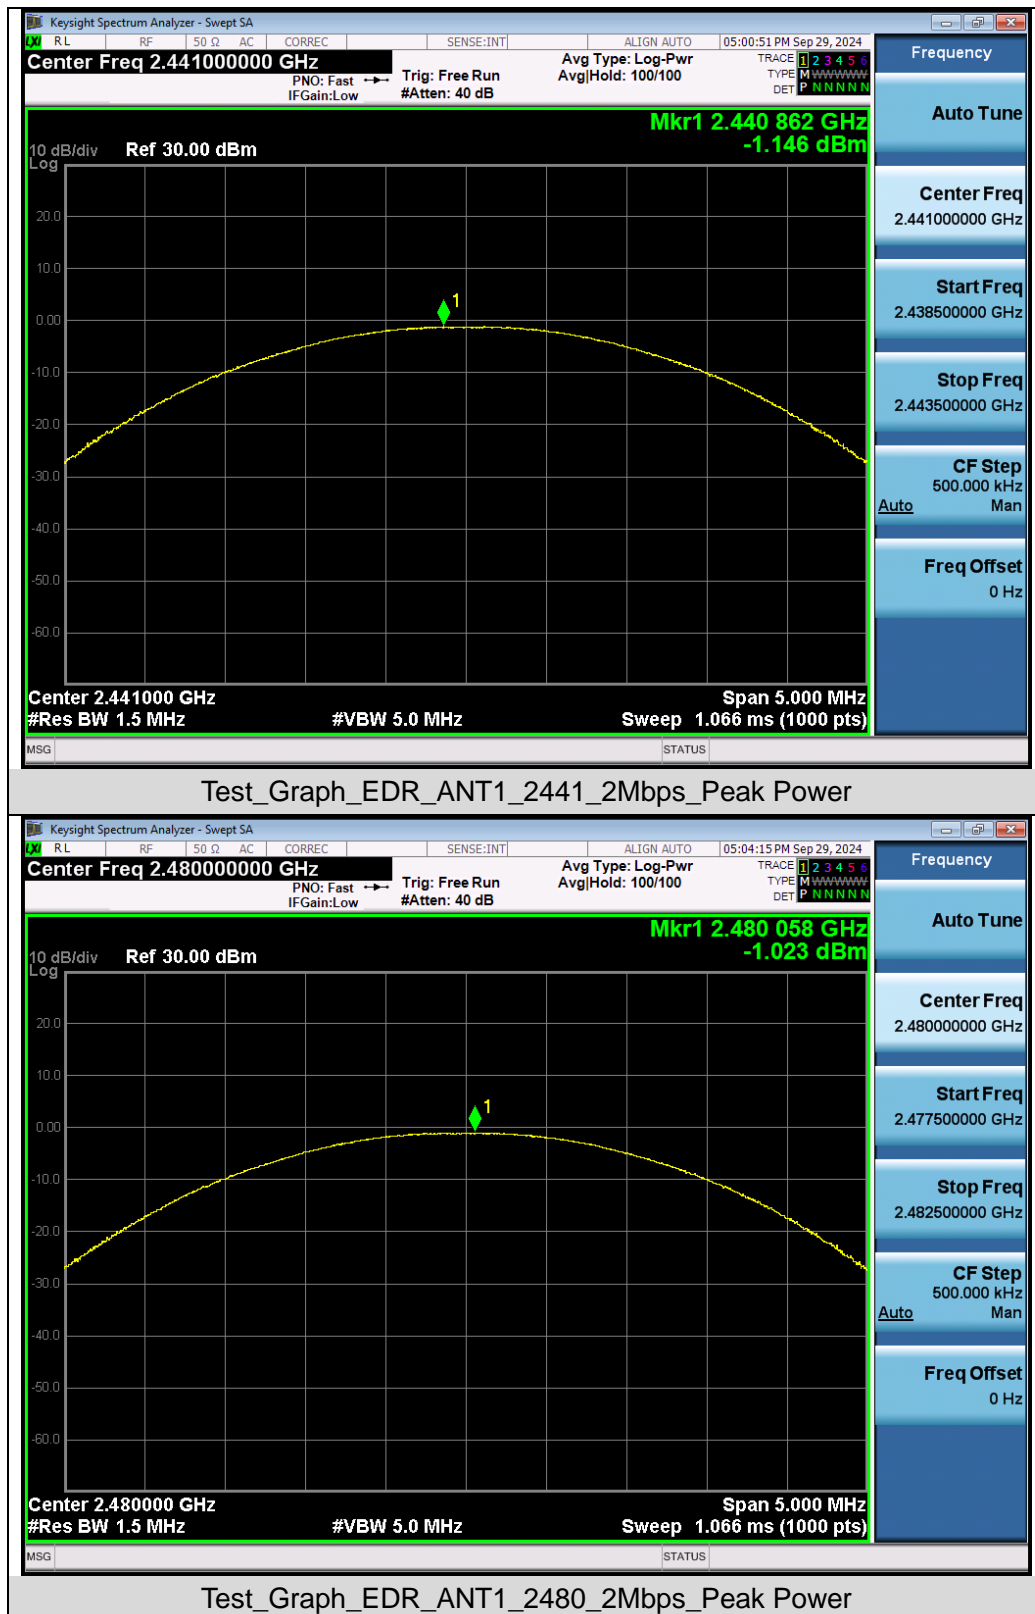 Keysight Spectrum Analyzer - Swept SA
LXI RL RF 50 Ω AC CORREC SENSE:INT ALIGN AUTO 05:00:51 PM Sep 29, 2024
Center Freq 2.441000000 GHz
PNO: Fast
IFGain:Low
Trig: Free Run
#Atten: 40 dB
Avg Type: Log-Pwr
Avg|Hold: 100/100
TRACE 1 2 3 4 5 6
TYPE M WWWWW
DET P N N N N N
Frequency
Auto Tune
Mkr1 2.440 862 GHz
-1.146 dBm
10 dB/div
Log
Ref 30.00 dBm
20.0
10.0
0.00
-10.0
-20.0
-30.0
-40.0
-50.0
-60.0
1
Center Freq
2.441000000 GHz
Start Freq
2.438500000 GHz
Stop Freq
2.443500000 GHz
CF Step
500.000 kHz
Auto Man
Freq Offset
0 Hz
Center 2.441000 GHz Span 5.000 MHz
#Res BW 1.5 MHz #VBW 5.0 MHz Sweep 1.066 ms (1000 pts)
MSG STATUS
Test_Graph_EDR_ANT1_2441_2Mbps_Peak Power
Keysight Spectrum Analyzer - Swept SA
LXI RL RF 50 Ω AC CORREC SENSE:INT ALIGN AUTO 05:04:15 PM Sep 29, 2024
Center Freq 2.480000000 GHz
PNO: Fast
IFGain:Low
Trig: Free Run
#Atten: 40 dB
Avg Type: Log-Pwr
Avg|Hold: 100/100
TRACE 1 2 3 4 5 6
TYPE M WWWWW
DET P N N N N N
Frequency
Auto Tune
Mkr1 2.480 058 GHz
-1.023 dBm
10 dB/div
Log
Ref 30.00 dBm
20.0
10.0
0.00
-10.0
-20.0
-30.0
-40.0
-50.0
-60.0
1
Center Freq
2.480000000 GHz
Start Freq
2.477500000 GHz
Stop Freq
2.482500000 GHz
CF Step
500.000 kHz
Auto Man
Freq Offset
0 Hz
Center 2.480000 GHz Span 5.000 MHz
#Res BW 1.5 MHz #VBW 5.0 MHz Sweep 1.066 ms (1000 pts)
MSG STATUS
Test_Graph_EDR_ANT1_2480_2Mbps_Peak Power